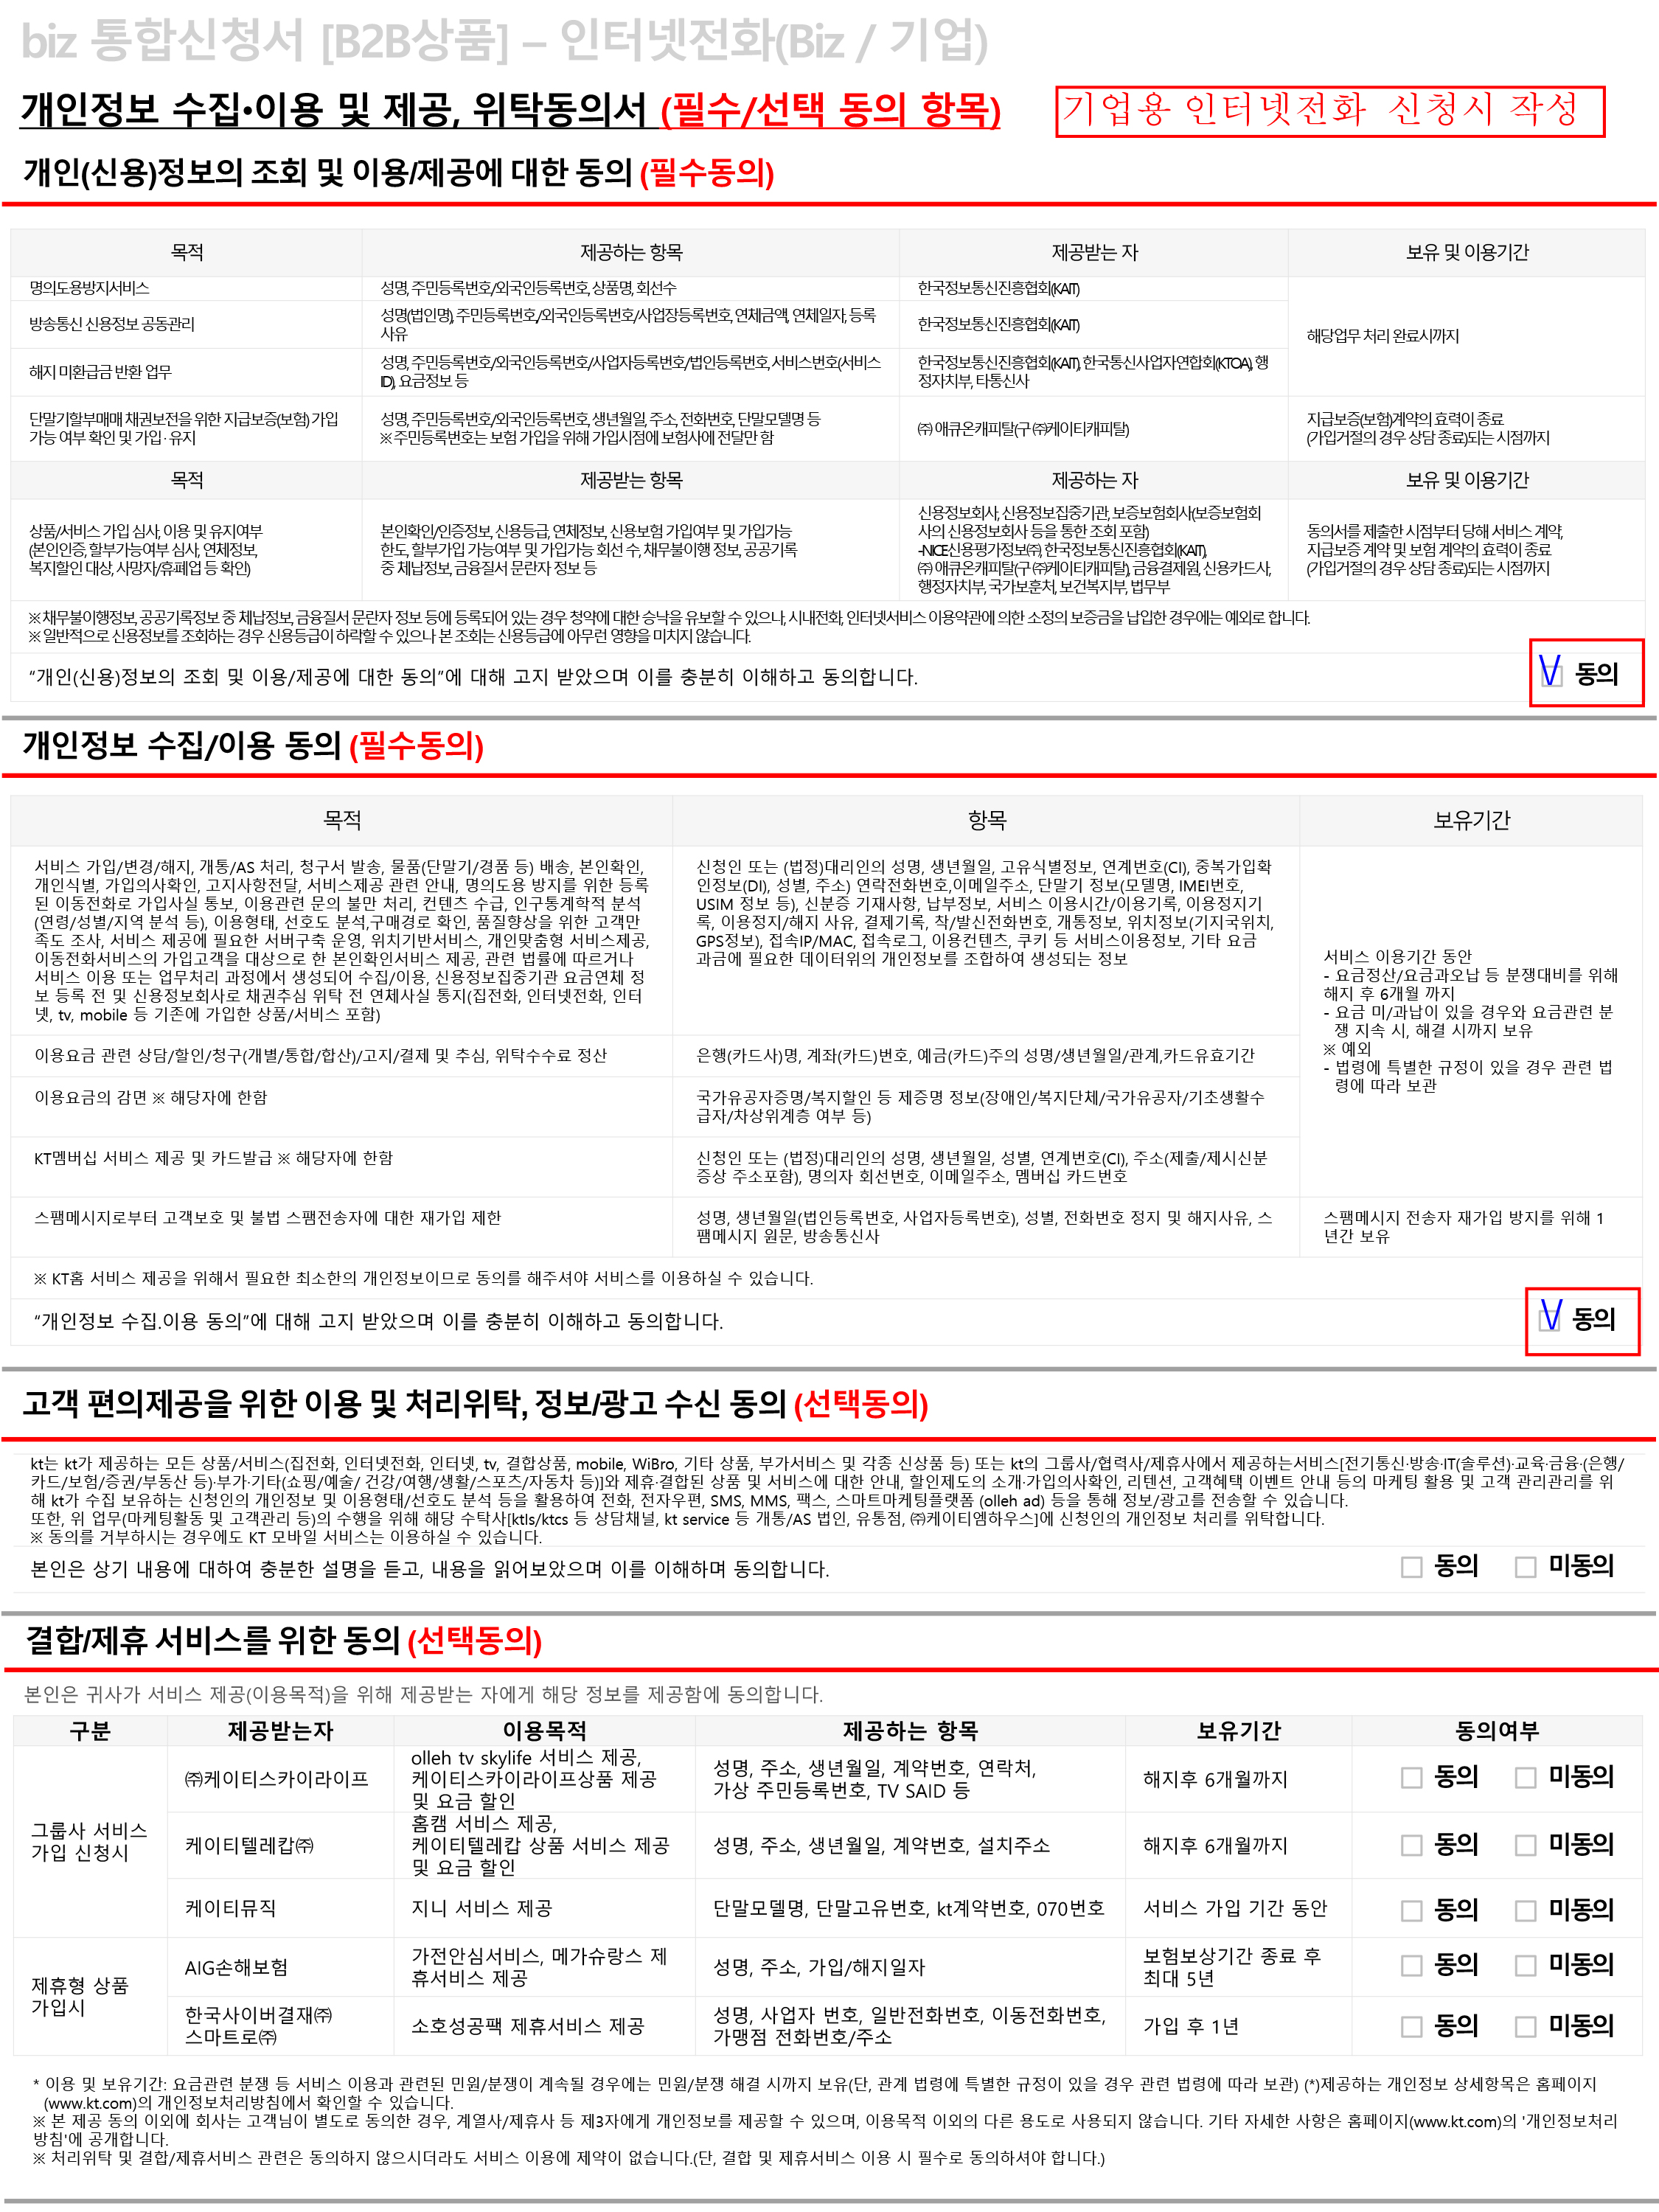 biz 통합신청서 [B2B상품] – 인터넷전화(Biz / 기업)
개인정보 수집•이용 및 제공, 위탁동의서 (필수/선택 동의 항목)
기업용 인터넷전화 신청시 작성
개인(신용)정보의 조회 및 이용/제공에 대한 동의 (필수동의)
목적 제공하는 항목 제공받는 자 보유 및 이용기간
명의도용방지서비스 성명, 주민등록번호/외국인등록번호, 상품명, 회선수 한국정보통신진흥협회(KAIT)
해당업무 처리 완료시까지
방송통신 신용정보 공동관리
성명(법인명), 주민등록번호,/외국인등록번호/사업장등록번호, 연체금액, 연체일자, 등록
사유
한국정보통신진흥협회(KAIT)
해지 미환급금 반환 업무
성명, 주민등록번호/외국인등록번호/사업자등록번호/법인등록번호, 서비스번호(서비스
ID), 요금정보 등
한국정보통신진흥협회(KAIT), 한국통신사업자연합회(KTOA), 행
정자치부, 타통신사
단말기할부매매 채권보전을 위한 지급보증(보험) 가입
가능 여부 확인 및 가입·유지
성명, 주민등록번호/외국인등록번호, 생년월일, 주소, 전화번호, 단말모델명 등
※ 주민등록번호는 보험 가입을 위해 가입시점에 보험사에 전달만 함
㈜ 애큐온캐피탈(구 ㈜케이티캐피탈)
지급보증(보험)계약의 효력이 종료
(가입거절의 경우 상담 종료)되는 시점까지
목적 제공받는 항목 제공하는 자 보유 및 이용기간
상품/서비스 가입 심사, 이용 및 유지여부
(본인인증, 할부가능여부 심사, 연체정보,
복지할인 대상, 사망자/휴폐업 등 확인)
본인확인/인증정보, 신용등급, 연체정보, 신용보험 가입여부 및 가입가능
한도, 할부가입 가능여부 및 가입가능 회선 수, 채무불이행 정보, 공공기록
중 체납정보, 금융질서 문란자 정보 등
신용정보회사, 신용정보집중기관, 보증보험회사(보증보험회
사의 신용정보회사 등을 통한 조회 포함)
-NICE신용평가정보㈜, 한국정보통신진흥협회(KAIT),
㈜ 애큐온캐피탈(구 ㈜케이티캐피탈), 금융결제원, 신용카드사,
행정자치부, 국가보훈처, 보건복지부, 법무부
동의서를 제출한 시점부터 당해 서비스 계약,
지급보증 계약 및 보험 계약의 효력이 종료
(가입거절의 경우 상담 종료)되는 시점까지
※ 채무불이행정보, 공공기록정보 중 체납정보, 금융질서 문란자 정보 등에 등록되어 있는 경우 청약에 대한 승낙을 유보할 수 있으나, 시내전화, 인터넷서비스 이용약관에 의한 소정의 보증금을 납입한 경우에는 예외로 합니다.
※ 일반적으로 신용정보를 조회하는 경우 신용등급이 하락할 수 있으나 본 조회는 신용등급에 아무런 영향을 미치지 않습니다.
“개인(신용)정보의 조회 및 이용/제공에 대한 동의”에 대해 고지 받았으며 이를 충분히 이해하고 동의합니다.
V 동의
개인정보 수집/이용 동의 (필수동의)
목적 항목 보유기간
서비스 가입/변경/해지, 개통/AS 처리, 청구서 발송, 물품(단말기/경품 등) 배송, 본인확인,
개인식별, 가입의사확인, 고지사항전달, 서비스제공 관련 안내, 명의도용 방지를 위한 등록
된 이동전화로 가입사실 통보, 이용관련 문의 불만 처리, 컨텐츠 수급, 인구통계학적 분석
(연령/성별/지역 분석 등), 이용형태, 선호도 분석,구매경로 확인, 품질향상을 위한 고객만
족도 조사, 서비스 제공에 필요한 서버구축 운영, 위치기반서비스, 개인맞춤형 서비스제공,
이동전화서비스의 가입고객을 대상으로 한 본인확인서비스 제공, 관련 법률에 따르거나
서비스 이용 또는 업무처리 과정에서 생성되어 수집/이용, 신용정보집중기관 요금연체 정
보 등록 전 및 신용정보회사로 채권추심 위탁 전 연체사실 통지(집전화, 인터넷전화, 인터
넷, tv, mobile 등 기존에 가입한 상품/서비스 포함)
신청인 또는 (법정)대리인의 성명, 생년월일, 고유식별정보, 연계번호(CI), 중복가입확
인정보(DI), 성별, 주소) 연락전화번호,이메일주소, 단말기 정보(모델명, IMEI번호,
USIM 정보 등), 신분증 기재사항, 납부정보, 서비스 이용시간/이용기록, 이용정지기
록, 이용정지/해지 사유, 결제기록, 착/발신전화번호, 개통정보, 위치정보(기지국위치,
GPS정보), 접속IP/MAC, 접속로그, 이용컨텐츠, 쿠키 등 서비스이용정보, 기타 요금
과금에 필요한 데이터위의 개인정보를 조합하여 생성되는 정보
서비스 이용기간 동안
- 요금정산/요금과오납 등 분쟁대비를 위해
해지 후 6개월 까지
- 요금 미/과납이 있을 경우와 요금관련 분
쟁 지속 시, 해결 시까지 보유
※ 예외
- 법령에 특별한 규정이 있을 경우 관련 법
령에 따라 보관
이용요금 관련 상담/할인/청구(개별/통합/합산)/고지/결제 및 추심, 위탁수수료 정산
은행(카드사)명, 계좌(카드)번호, 예금(카드)주의 성명/생년월일/관계,카드유효기간
이용요금의 감면 ※ 해당자에 한함
국가유공자증명/복지할인 등 제증명 정보(장애인/복지단체/국가유공자/기초생활수
급자/차상위계층 여부 등)
KT멤버십 서비스 제공 및 카드발급 ※ 해당자에 한함
신청인 또는 (법정)대리인의 성명, 생년월일, 성별, 연계번호(CI), 주소(제출/제시신분
증상 주소포함), 명의자 회선번호, 이메일주소, 멤버십 카드번호
스팸메시지로부터 고객보호 및 불법 스팸전송자에 대한 재가입 제한
성명, 생년월일(법인등록번호, 사업자등록번호), 성별, 전화번호 정지 및 해지사유, 스
팸메시지 원문, 방송통신사
스팸메시지 전송자 재가입 방지를 위해 1
년간 보유
※ KT홈 서비스 제공을 위해서 필요한 최소한의 개인정보이므로 동의를 해주셔야 서비스를 이용하실 수 있습니다.
“개인정보 수집.이용 동의”에 대해 고지 받았으며 이를 충분히 이해하고 동의합니다.
V 동의
고객 편의제공을 위한 이용 및 처리위탁, 정보/광고 수신 동의 (선택동의)
kt는 kt가 제공하는 모든 상품/서비스(집전화, 인터넷전화, 인터넷, tv, 결합상품, mobile, WiBro, 기타 상품, 부가서비스 및 각종 신상품 등) 또는 kt의 그룹사/협력사/제휴사에서 제공하는서비스[전기통신·방송·IT(솔루션)·교육·금융·(은행/
카드/보험/증권/부동산 등)·부가·기타(쇼핑/예술/ 건강/여행/생활/스포츠/자동차 등)]와 제휴·결합된 상품 및 서비스에 대한 안내, 할인제도의 소개·가입의사확인, 리텐션, 고객혜택 이벤트 안내 등의 마케팅 활용 및 고객 관리관리를 위
해 kt가 수집 보유하는 신청인의 개인정보 및 이용형태/선호도 분석 등을 활용하여 전화, 전자우편, SMS, MMS, 팩스, 스마트마케팅플랫폼 (olleh ad) 등을 통해 정보/광고를 전송할 수 있습니다.
또한, 위 업무(마케팅활동 및 고객관리 등)의 수행을 위해 해당 수탁사[ktls/ktcs 등 상담채널, kt service 등 개통/AS 법인, 유통점, ㈜케이티엠하우스]에 신청인의 개인정보 처리를 위탁합니다.
※ 동의를 거부하시는 경우에도 KT 모바일 서비스는 이용하실 수 있습니다.
본인은 상기 내용에 대하여 충분한 설명을 듣고, 내용을 읽어보았으며 이를 이해하며 동의합니다.
동의 미동의
결합/제휴 서비스를 위한 동의 (선택동의)
본인은 귀사가 서비스 제공(이용목적)을 위해 제공받는 자에게 해당 정보를 제공함에 동의합니다.
구분 제공받는자 이용목적 제공하는 항목 보유기간 동의여부
그룹사 서비스
가입 신청시
㈜케이티스카이라이프
olleh tv skylife 서비스 제공,
케이티스카이라이프상품 제공
및 요금 할인
성명, 주소, 생년월일, 계약번호, 연락처,
가상 주민등록번호, TV SAID 등
해지후 6개월까지
동의 미동의
케이티텔레캅㈜
홈캠 서비스 제공,
케이티텔레캅 상품 서비스 제공
및 요금 할인
성명, 주소, 생년월일, 계약번호, 설치주소
해지후 6개월까지
동의 미동의
케이티뮤직 지니 서비스 제공 단말모델명, 단말고유번호, kt계약번호, 070번호 서비스 가입 기간 동안 동의 미동의
제휴형 상품
가입시
AIG손해보험
가전안심서비스, 메가슈랑스 제
휴서비스 제공
성명, 주소, 가입/해지일자
보험보상기간 종료 후
최대 5년
동의 미동의
한국사이버결재㈜
스마트로㈜
소호성공팩 제휴서비스 제공
성명, 사업자 번호, 일반전화번호, 이동전화번호,
가맹점 전화번호/주소
가입 후 1년
동의 미동의
* 이용 및 보유기간: 요금관련 분쟁 등 서비스 이용과 관련된 민원/분쟁이 계속될 경우에는 민원/분쟁 해결 시까지 보유(단, 관계 법령에 특별한 규정이 있을 경우 관련 법령에 따라 보관) (*)제공하는 개인정보 상세항목은 홈페이지
(www.kt.com)의 개인정보처리방침에서 확인할 수 있습니다.
※ 본 제공 동의 이외에 회사는 고객님이 별도로 동의한 경우, 계열사/제휴사 등 제3자에게 개인정보를 제공할 수 있으며, 이용목적 이외의 다른 용도로 사용되지 않습니다. 기타 자세한 사항은 홈페이지(www.kt.com)의 '개인정보처리
방침'에 공개합니다.
※ 처리위탁 및 결합/제휴서비스 관련은 동의하지 않으시더라도 서비스 이용에 제약이 없습니다.(단, 결합 및 제휴서비스 이용 시 필수로 동의하셔야 합니다.)